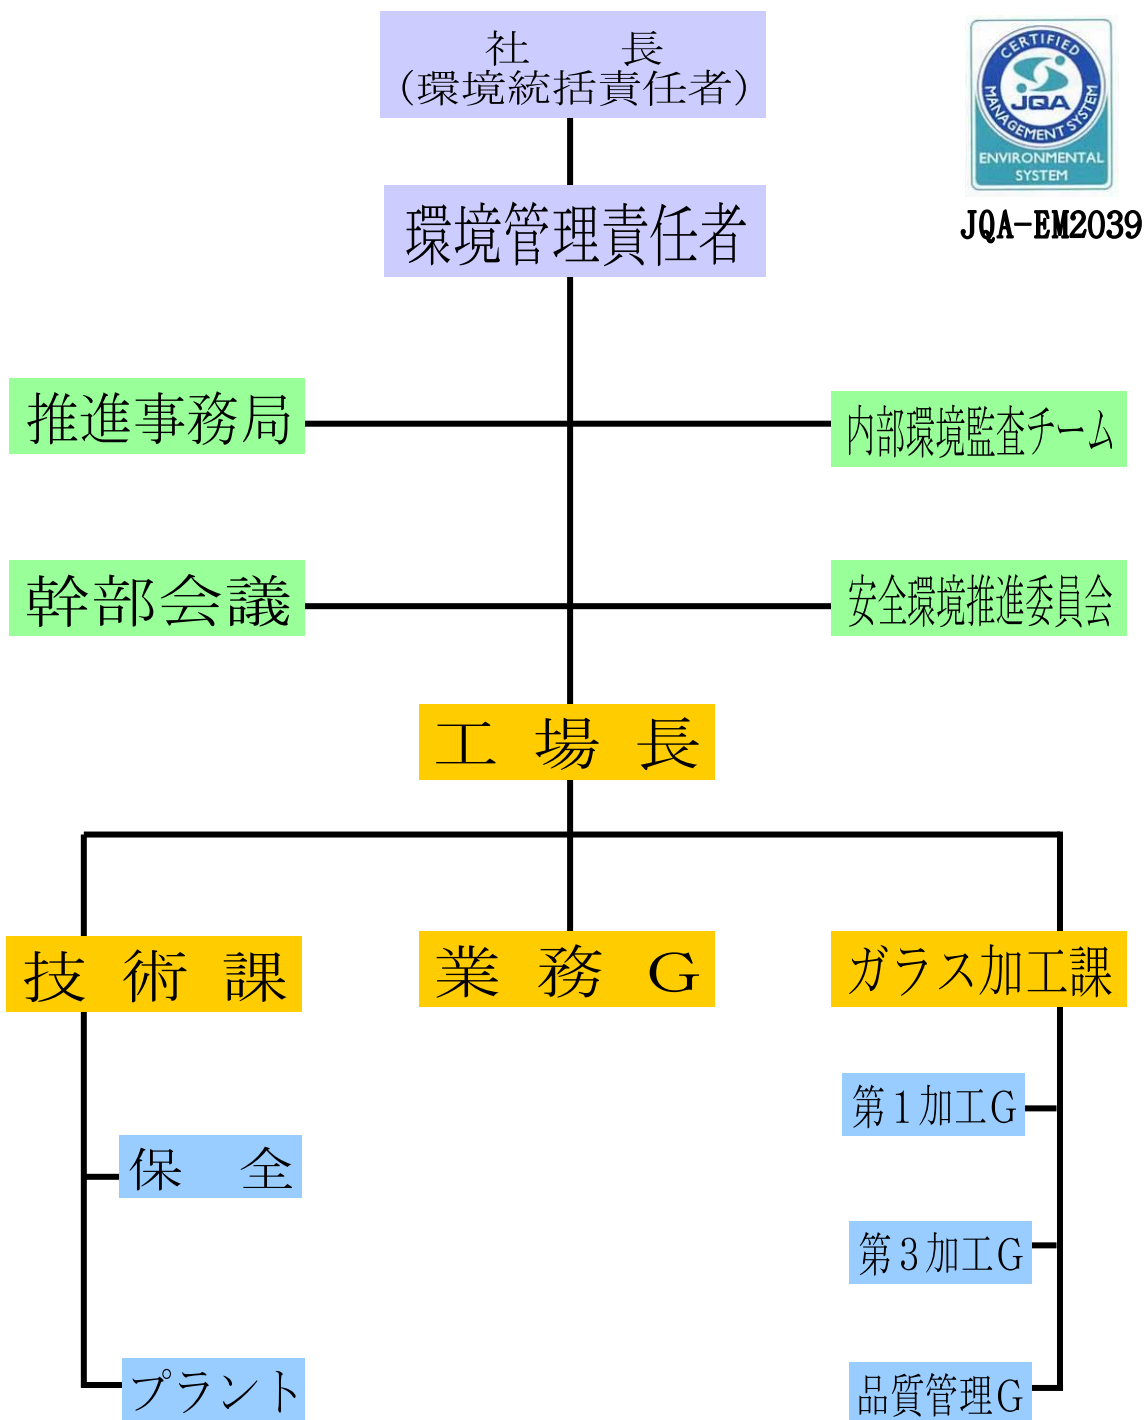 社　長
（環境統括責任者）
CERTIFIED
MANAGEMENT SYSTEM
JQA
ENVIRONMENTAL
SYSTEM
JQA-EM2039
環境管理責任者
推進事務局
内部環境監査チーム
幹部会議
安全環境推進委員会
工場長
技術課
業務G
ガラス加工課
第１加工G
保　全
第３加工G
プラント
品質管理G